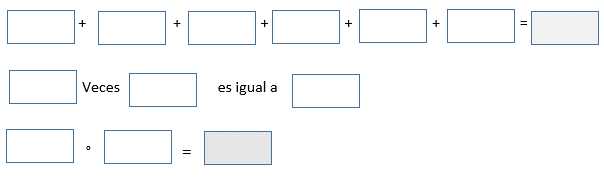 + + + + + =
Veces es igual a
° =